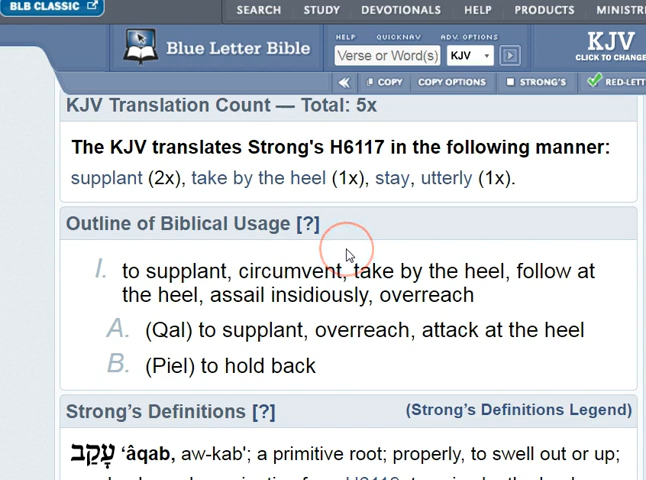 BLB CLASSIC
SEARCH STUDY DEVOTIONALS HELP PRODUCTS MINISTRI
Blue Letter Bible
HELP QUICKNAV ADV. OPTIONS
Verse or Word(s) KJV
KJV
CLICK TO CHANGE
COPY COPY OPTIONS STRONG'S RED-LETT
KJV Translation Count — Total: 5x
The KJV translates Strong's H6117 in the following manner:
supplant (2x), take by the heel (1x), stay, utterly (1x).
Outline of Biblical Usage [?]
I. to supplant, circumvent, take by the heel, follow at
the heel, assail insidiously, overreach
A. (Qal) to supplant, overreach, attack at the heel
B. (Piel) to hold back
Strong’s Definitions [?] (Strong’s Definitions Legend)
עָקַב ʻâqab, aw-kab'; a primitive root; properly, to swell out or up;